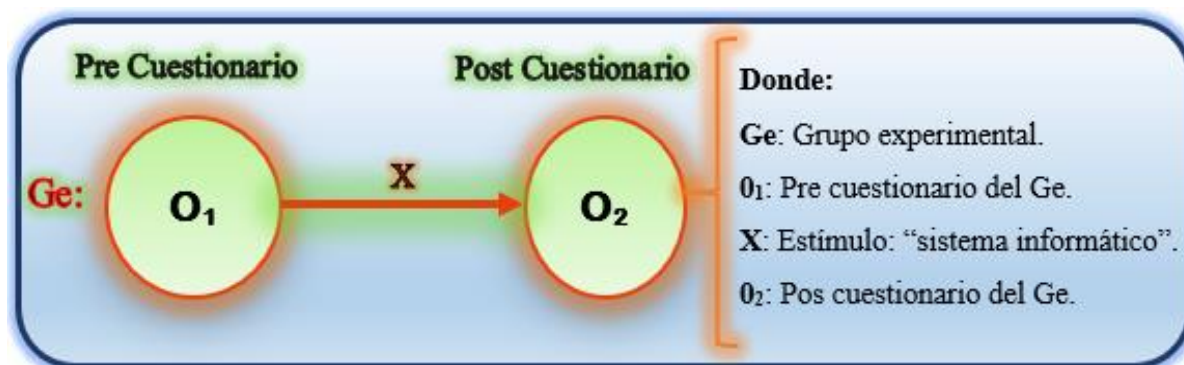 Pre Cuestionario
Post Cuestionario
Ge:
O₁
X
O₂
Donde:
Ge: Grupo experimental.
0₁: Pre cuestionario del Ge.
X: Estímulo: “sistema informático”.
0₂: Pos cuestionario del Ge.